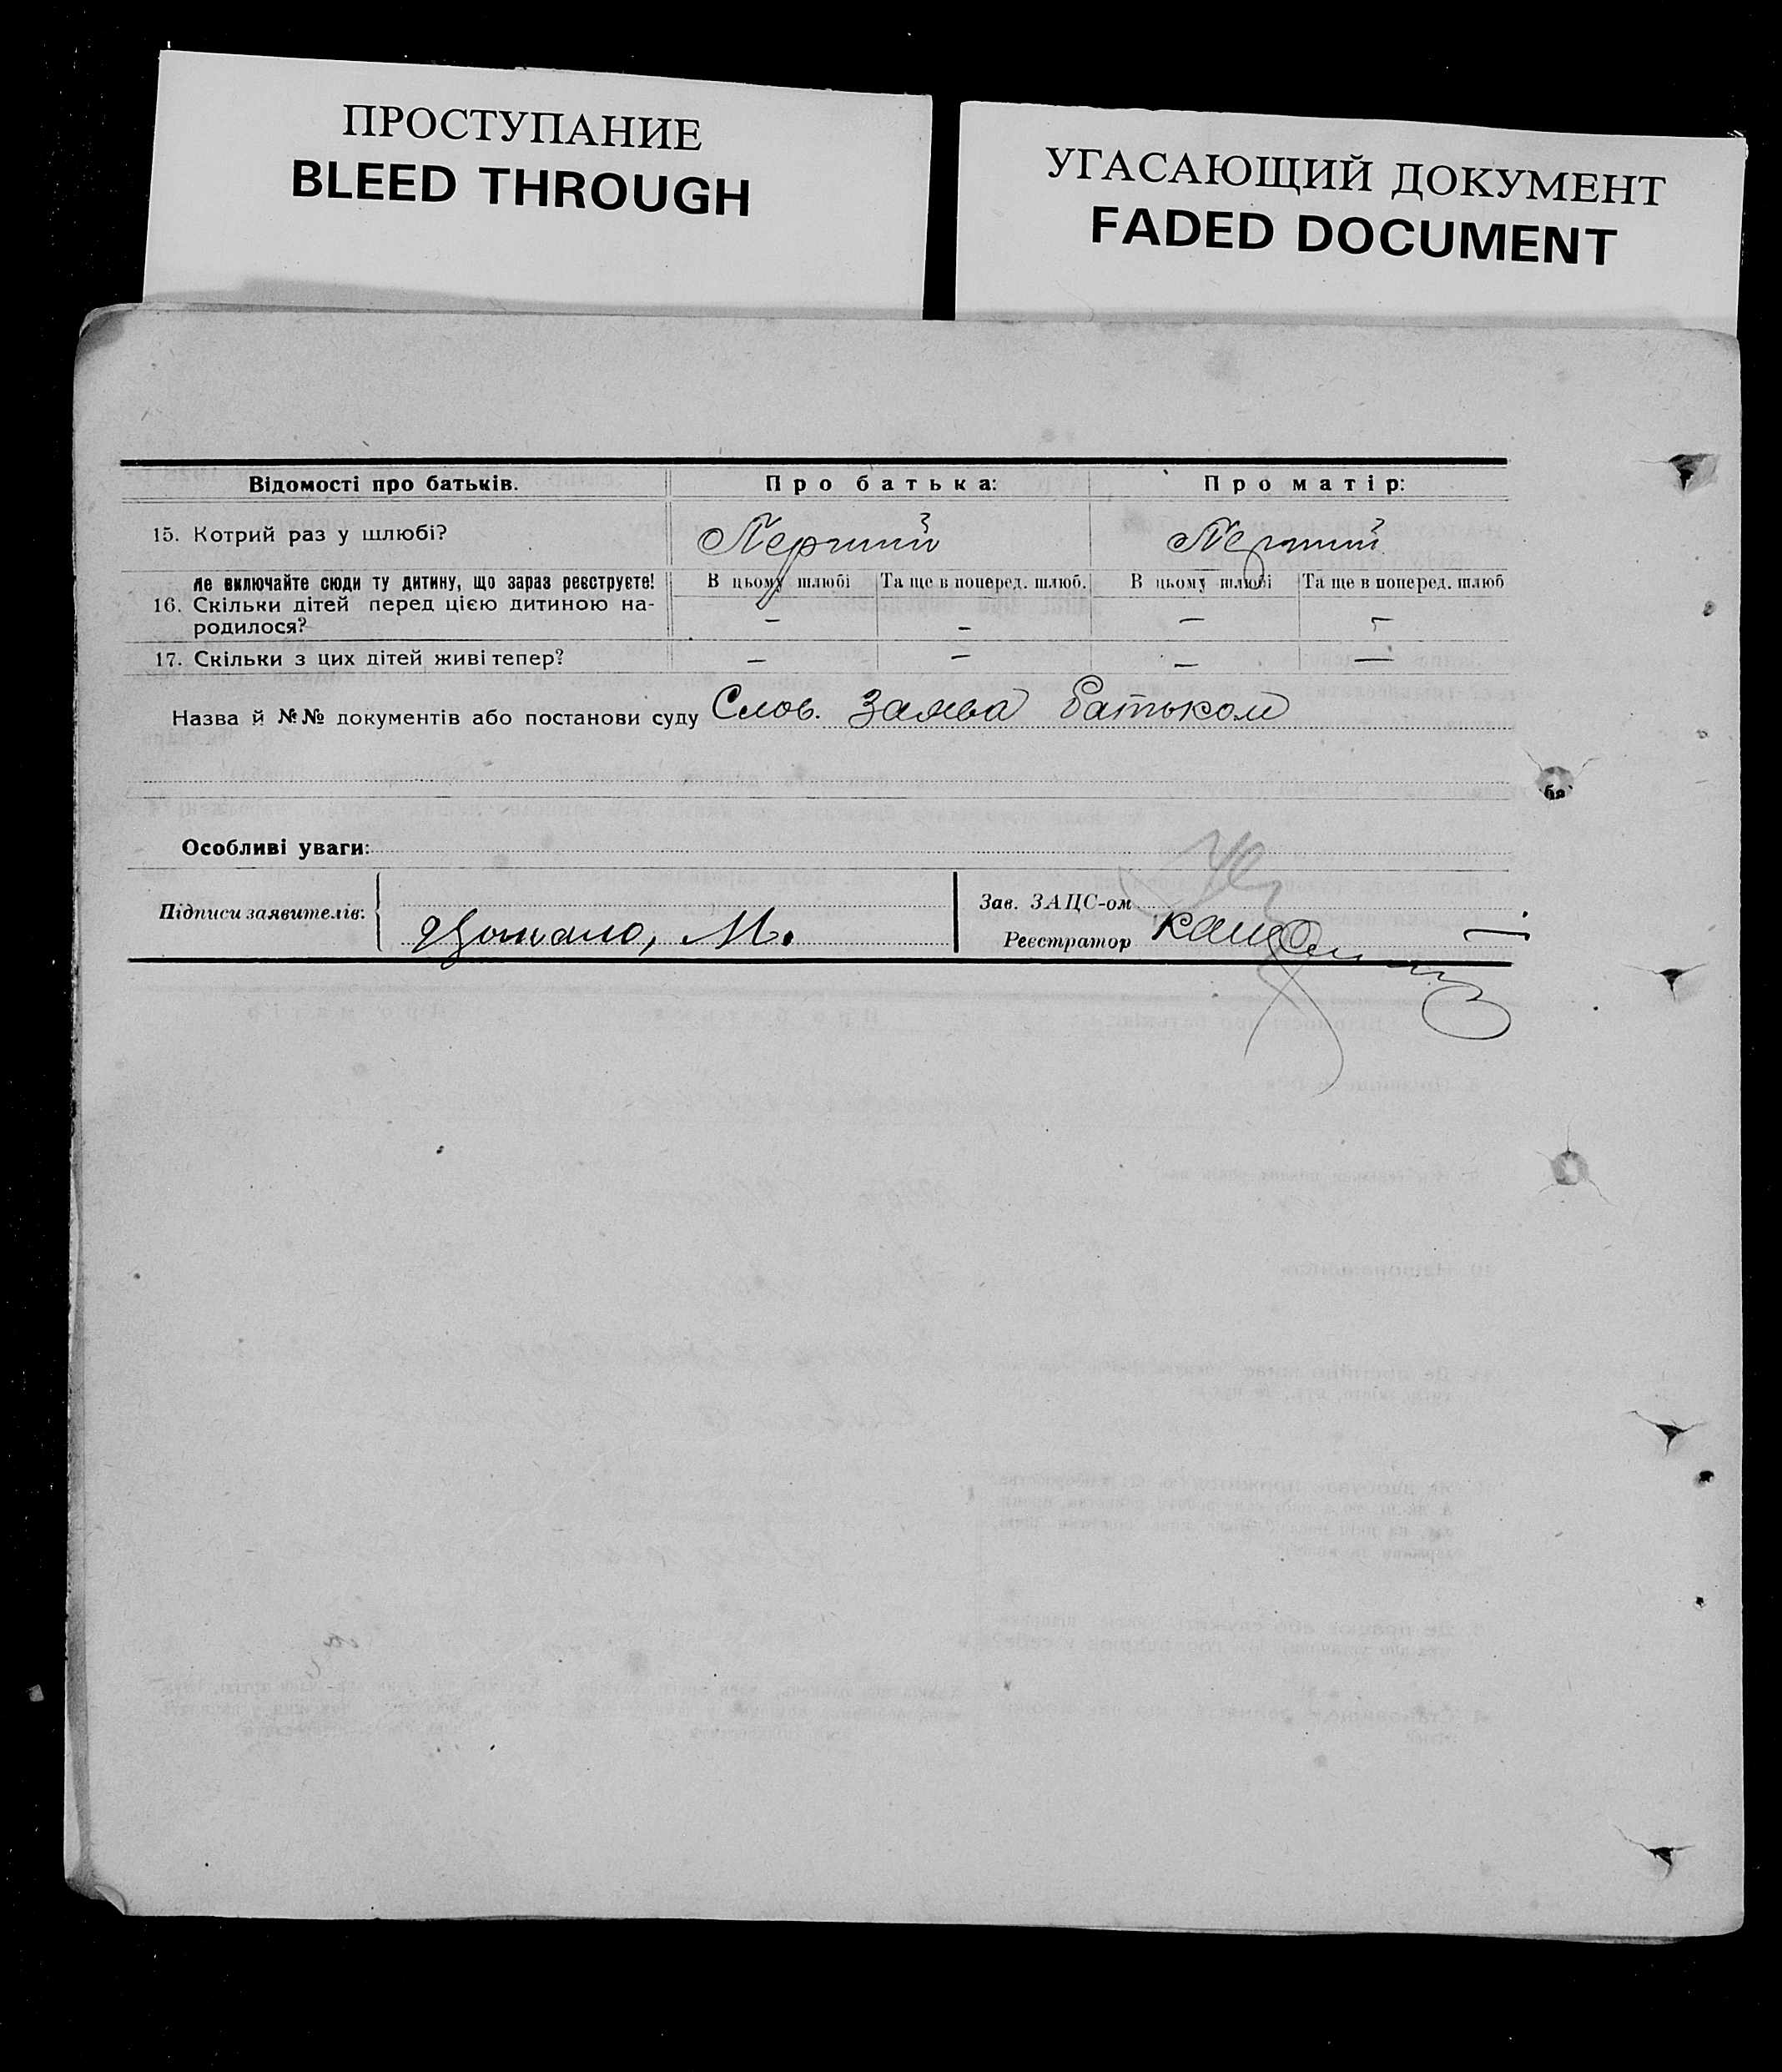 ПРОСТУПАНИЕ
BLEED THROUGH
УГАСАЮЩИЙ ДОКУМЕНТ
FADED DOCUMENT
Відомості про батьків. Про батька: Про матір:
15. Котрий раз у шлюбі? Перший Перший
не включайте сюди ту дитину, що зараз реєструєте! В цьому шлюбі Та ще в поперед. шлюб. В цьому шлюбі Та ще в поперед. шлюб
16. Скільки дітей перед цією дитиною на-
родилося? – – – –
17. Скільки з цих дітей живі тепер? – – – –
Назва й №№ документів або постанови суду Слов. Заява батьком
Особливі уваги:
Підписи заявителів:
М.
Зав. ЗАЦС-ом
Реєстратор